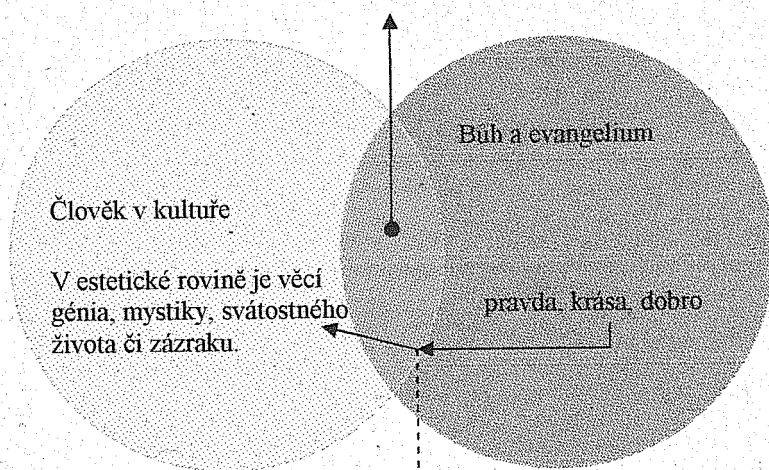 Bůh a evangelium
Člověk v kultuře
V estetické rovině je věcí
génia, mystiky, svátostného
života či zázraku.
pravda, krása, dobro